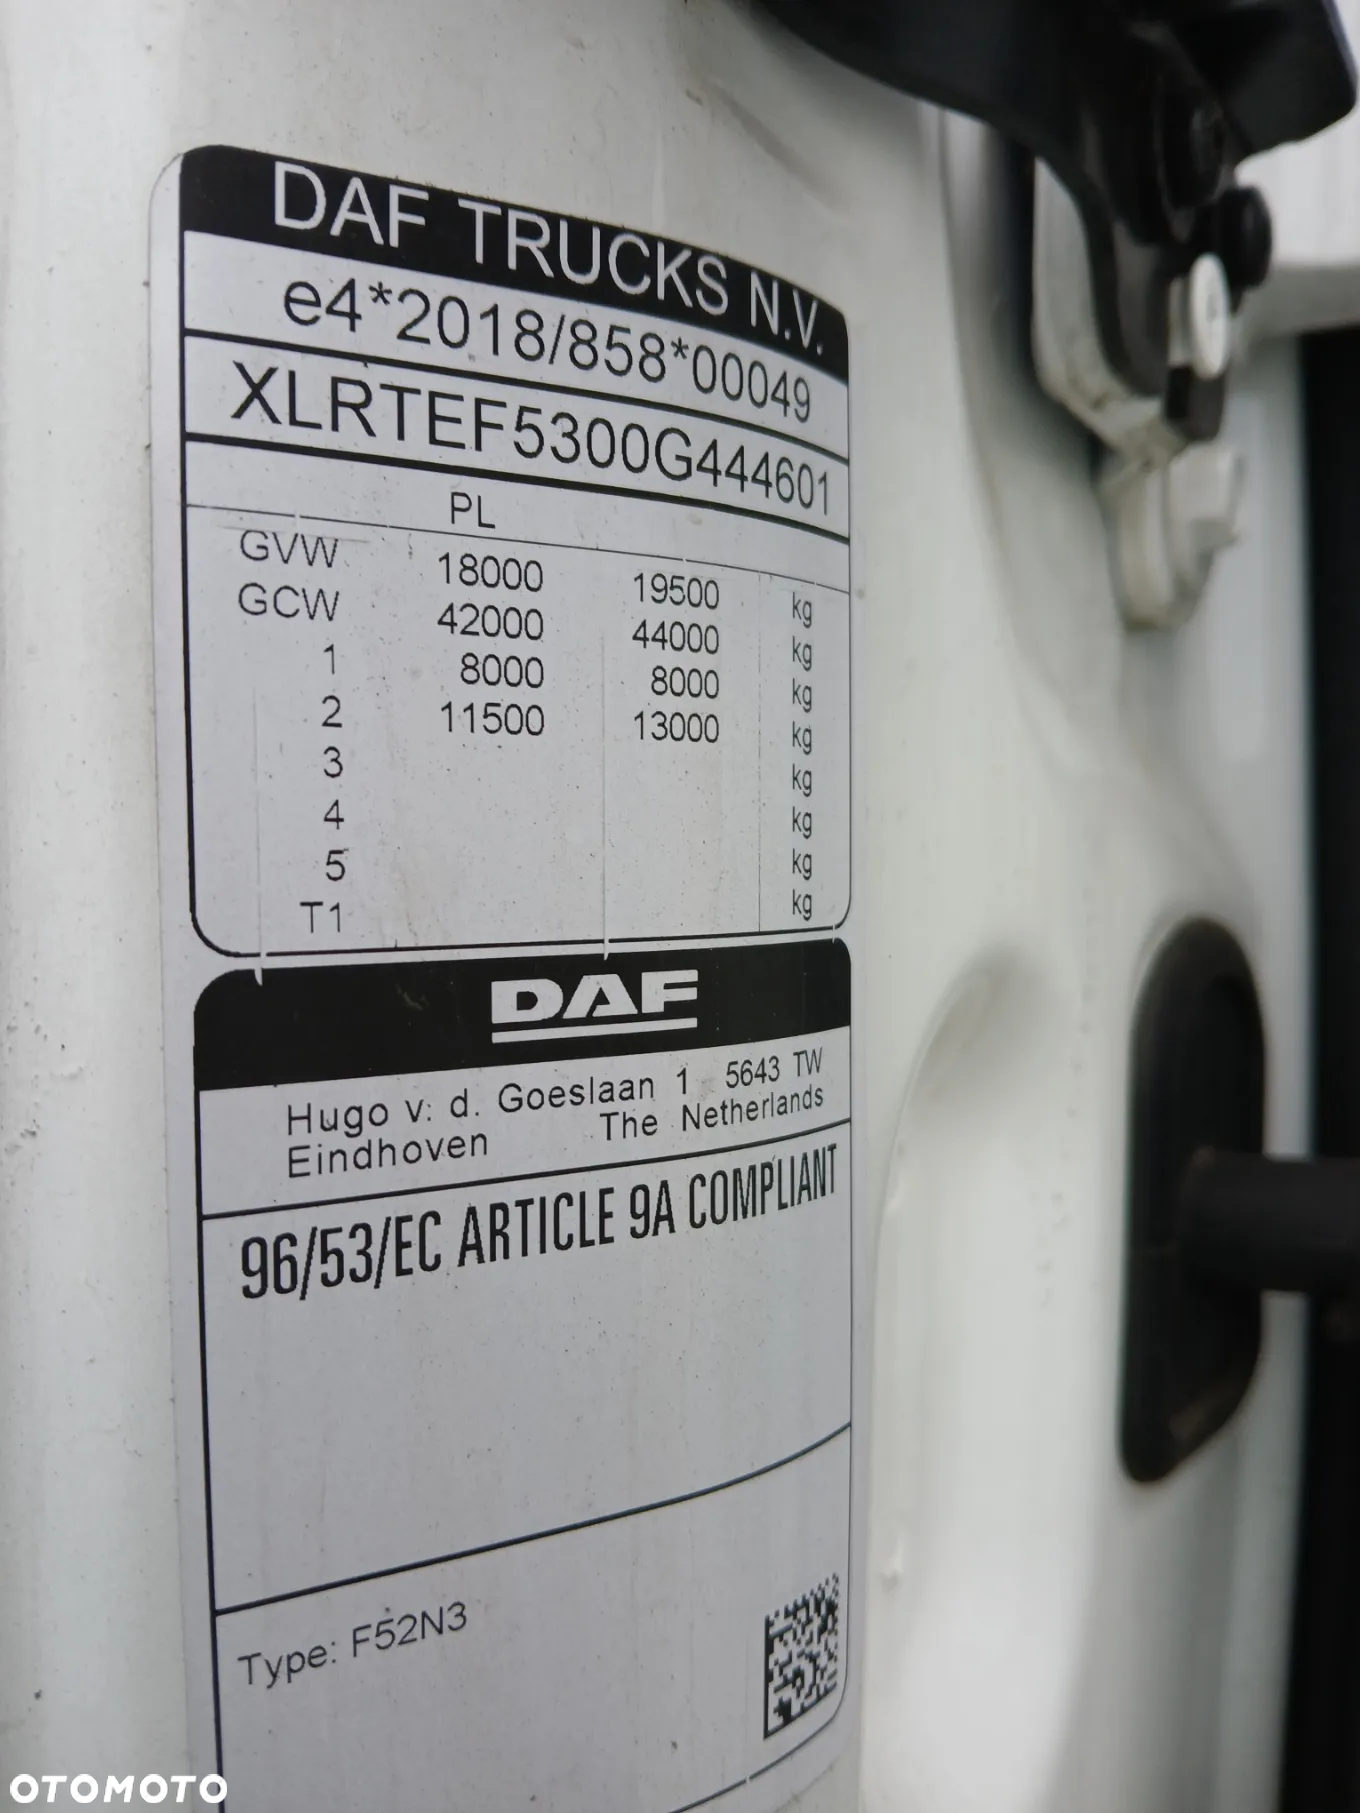 DAF TRUCKS N.V.
e4*2018/858*00049
XLRTEF5300G444601
PL
GVW 18000 19500 kg
GCW 42000 44000 kg
1 8000 8000 kg
2 11500 13000 kg
3 kg
4 kg
5 kg
T1 kg
DAF
Hugo v. d. Goeslaan 1 5643 TW
Eindhoven The Netherlands
96/53/EC ARTICLE 9A COMPLIANT
Type: F52N3
OTOMOTO